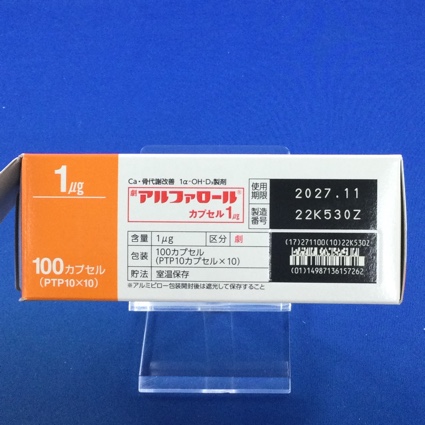 1μg
100カプセル
(PTP10×10)
Ca・骨代謝改善 1α-OH-D₃製剤
劇 アルファロール®
カプセル1μg
使用期限 2027.11
製造番号 22K530Z
含量 1μg 区分 劇
包装 100カプセル
(PTP10カプセル×10)
貯法 室温保存
※アルミピロー包装開封後は遮光して保存すること
(17)271100(10)22K530Z
(01)14987136157262